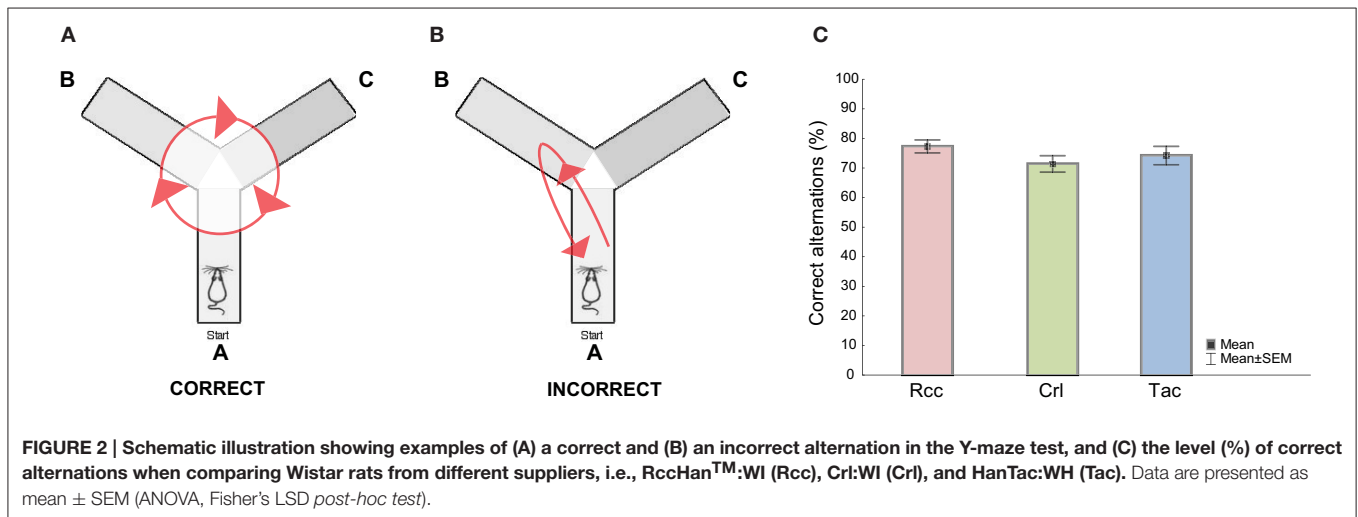 A
B
C
B
C
Start
A
CORRECT
B
C
Start
A
INCORRECT
Correct alternations (%)
100
90
80
70
60
50
40
30
20
10
0
Rcc
Crl
Tac
Mean
Mean±SEM
FIGURE 2 | Schematic illustration showing examples of (A) a correct and (B) an incorrect alternation in the Y-maze test, and (C) the level (%) of correct
alternations when comparing Wistar rats from different suppliers, i.e., RccHan™:WI (Rcc), Crl:WI (Crl), and HanTac:WH (Tac). Data are presented as
mean ± SEM (ANOVA, Fisher's LSD post-hoc test).